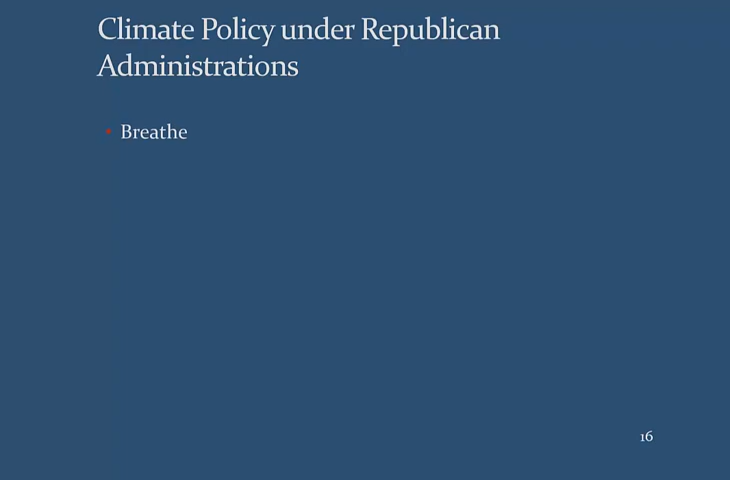 Climate Policy under Republican
Administrations
• Breathe
16